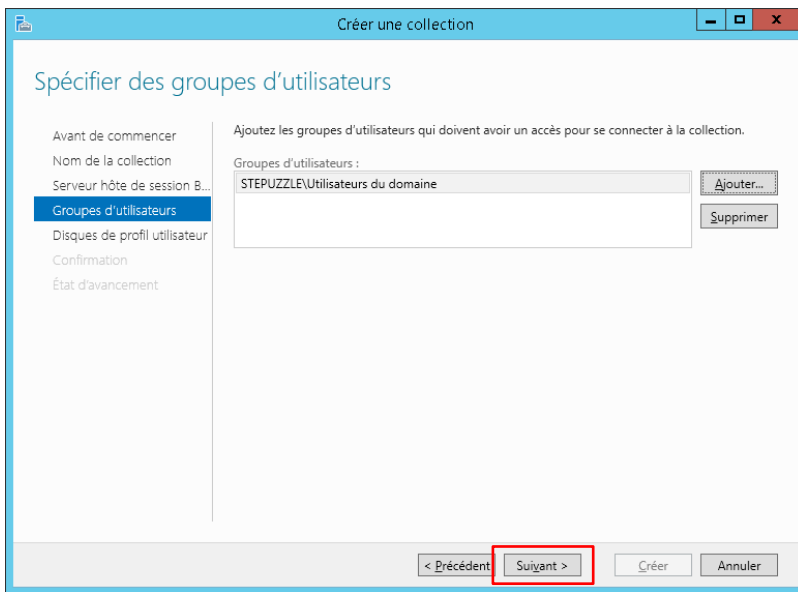 Créer une collection
Spécifier des groupes d'utilisateurs
Avant de commencer
Nom de la collection
Serveur hôte de session B...
Groupes d'utilisateurs
Disques de profil utilisateur
Confirmation
État d'avancement
Ajoutez les groupes d'utilisateurs qui doivent avoir un accès pour se connecter à la collection.
Groupes d'utilisateurs :
STEPUZZLE\Utilisateurs du domaine
Ajouter...
Supprimer
< Précédent
Suivant >
Créer
Annuler